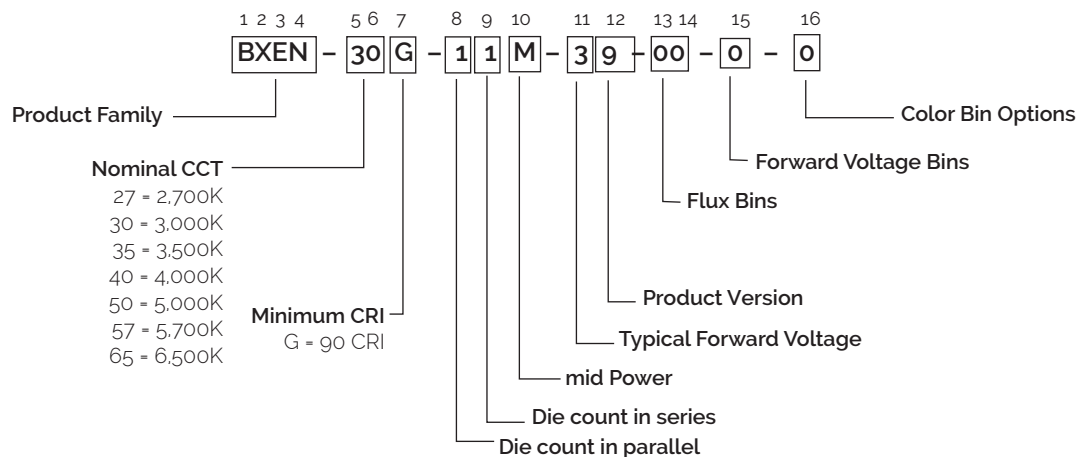 1 2 3 4 5 6 7 8 9 10 11 12 13 14 15 16
BXEN – 30 G – 1 1 M – 3 9 – 00 – 0 – 0
Product Family
Color Bin Options
Nominal CCT
Forward Voltage Bins
27 = 2,700K
30 = 3,000K
Flux Bins
35 = 3,500K
40 = 4,000K
50 = 5,000K
57 = 5,700K
65 = 6,500K
Minimum CRI
G = 90 CRI
Product Version
Typical Forward Voltage
mid Power
Die count in series
Die count in parallel